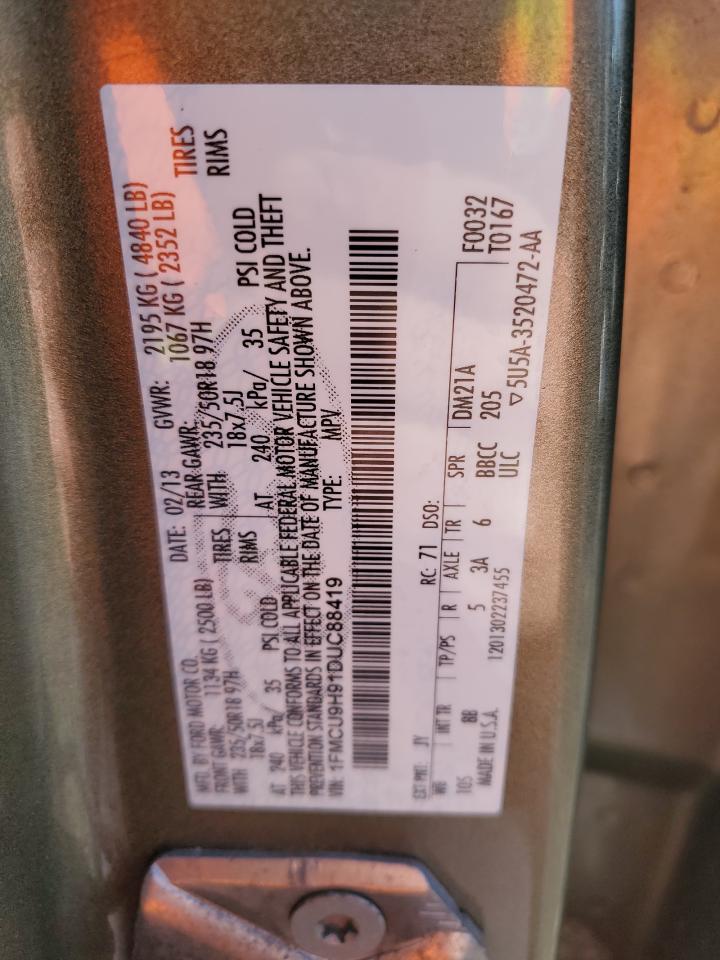 MFD. BY FORD MOTOR CO. DATE: 02/13 GVWR: 2195 KG ( 4840 LB)
FRONT GAWR: 1134 KG ( 2500 LB) REAR GAWR: 1067 KG ( 2352 LB)
WITH 235/50R18 97H TIRES WITH 235/50R18 97H TIRES
18x7.5J RIMS 18x7.5J RIMS
AT 240 kPa/ 35 PSI COLD AT 240 kPa/ 35 PSI COLD
THIS VEHICLE CONFORMS TO ALL APPLICABLE FEDERAL MOTOR VEHICLE SAFETY AND THEFT
PREVENTION STANDARDS IN EFFECT ON THE DATE OF MANUFACTURE SHOWN ABOVE.
VIN: 1FMCU9H91DUC88419 TYPE: MPV
EXT PNT: JY RC: 71 DSO:
WB INT TR TP/PS R AXLE TR SPR DM21A F0032
105 8B 5 3A 6 BBCC 205 T0167
MADE IN U.S.A. 1201302237455 ULC ▽5U5A-3520472-AA